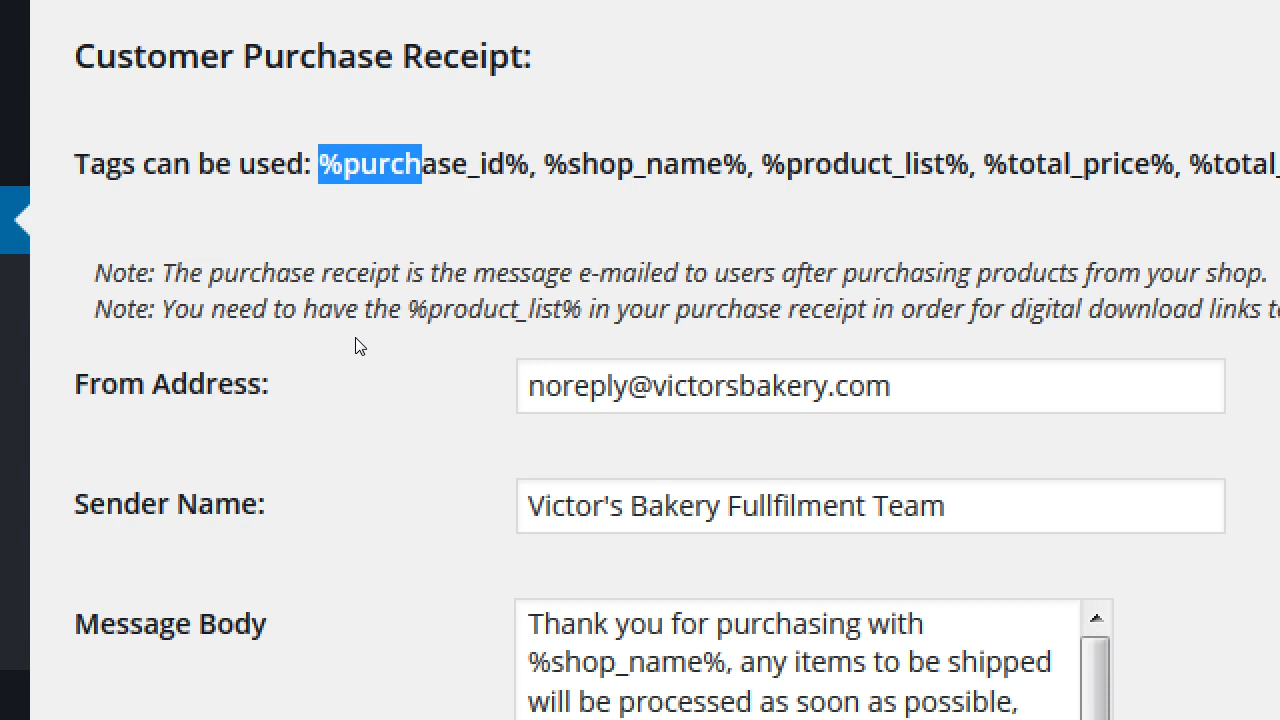 Customer Purchase Receipt:
Tags can be used: %purchase_id%, %shop_name%, %product_list%, %total_price%, %total_
Note: The purchase receipt is the message e-mailed to users after purchasing products from your shop.
Note: You need to have the %product_list% in your purchase receipt in order for digital download links
From Address:
noreply@victorsbakery.com
Sender Name:
Victor's Bakery Fullfilment Team
Message Body
Thank you for purchasing with
%shop_name%, any items to be shipped
will be processed as soon as possible,